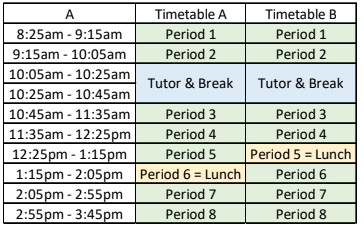 A Timetable A Timetable B
8:25am - 9:15am Period 1 Period 1
9:15am - 10:05am Period 2 Period 2
10:05am - 10:25am
Tutor & Break Tutor & Break
10:25am - 10:45am
10:45am - 11:35am Period 3 Period 3
11:35am - 12:25pm Period 4 Period 4
12:25pm - 1:15pm Period 5 Period 5 = Lunch
1:15pm - 2:05pm Period 6 = Lunch Period 6
2:05pm - 2:55pm Period 7 Period 7
2:55pm - 3:45pm Period 8 Period 8